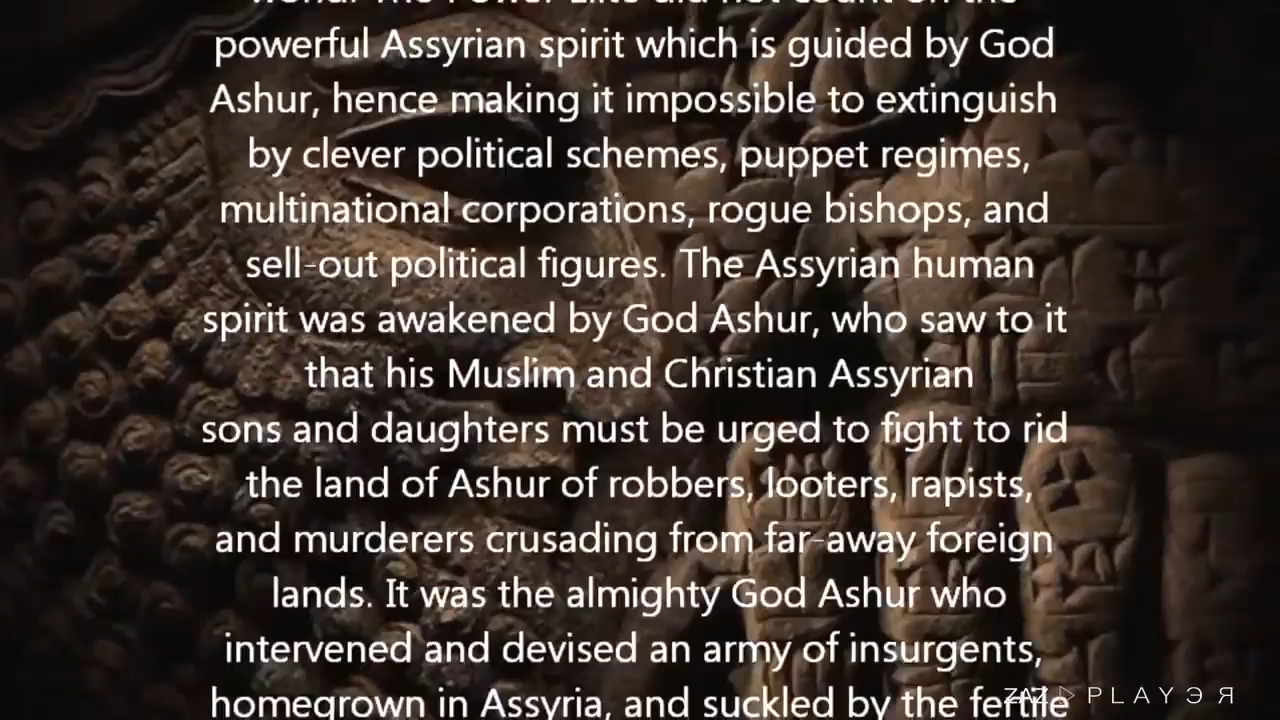 powerful Assyrian spirit which is guided by God
Ashur, hence making it impossible to extinguish
by clever political schemes, puppet regimes,
multinational corporations, rogue bishops, and
sell-out political figures. The Assyrian human
spirit was awakened by God Ashur, who saw to it
that his Muslim and Christian Assyrian
sons and daughters must be urged to fight to rid
the land of Ashur of robbers, looters, rapists,
and murderers crusading from far-away foreign
lands. It was the almighty God Ashur who
intervened and devised an army of insurgents,
homegrown in Assyria, and suckled by the
ZAZ PLAYER